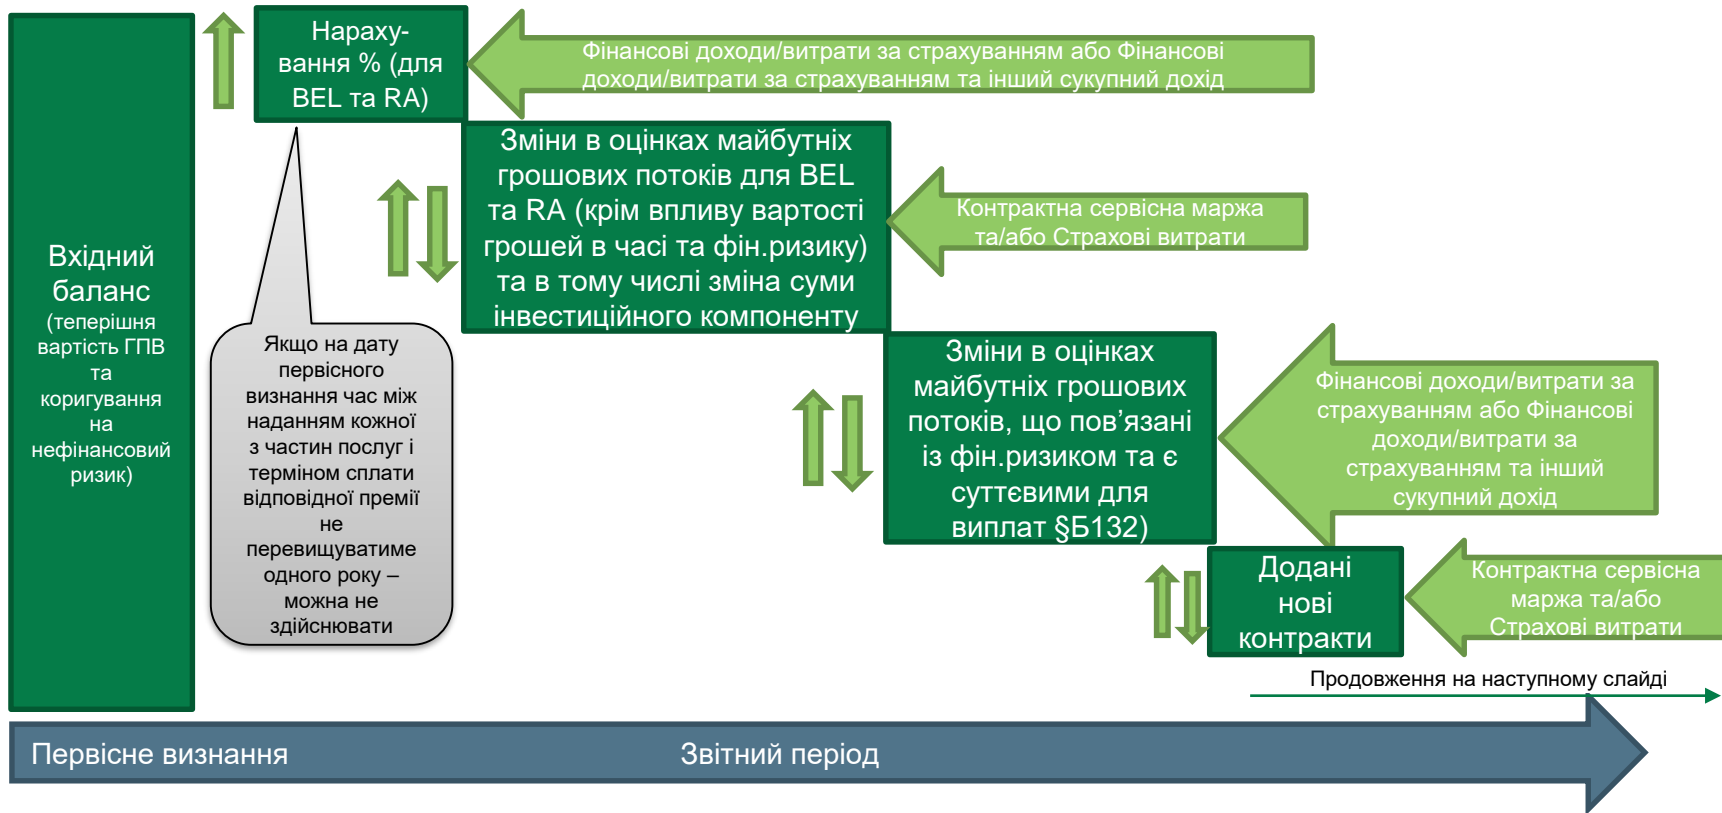 Вхідний
баланс
(теперішня
вартість ГПВ
та
коригування
на
нефінансовий
ризик)
Нараху-
вання % (для
BEL та RA)
Фінансові доходи/витрати за страхуванням або Фінансові
доходи/витрати за страхуванням та інший сукупний дохід
Якщо на дату
первісного
визнання час між
наданням кожної
з частин послуг і
терміном сплати
відповідної премії
не
перевищуватиме
одного року –
можна не
здійснювати
Зміни в оцінках майбутніх
грошових потоків для BEL
та RA (крім впливу вартості
грошей в часі та фін.ризику)
та в тому числі зміна суми
інвестиційного компоненту
Контрактна сервісна маржа
та/або Страхові витрати
Зміни в оцінках
майбутніх грошових
потоків, що пов’язані
із фін.ризиком та є
суттєвими для
виплат §Б132)
Фінансові доходи/витрати за
страхуванням або Фінансові
доходи/витрати за
страхуванням та інший
сукупний дохід
Додані
нові
контракти
Контрактна сервісна
маржа та/або
Страхові витрати
Продовження на наступному слайді
Первісне визнання
Звітний період